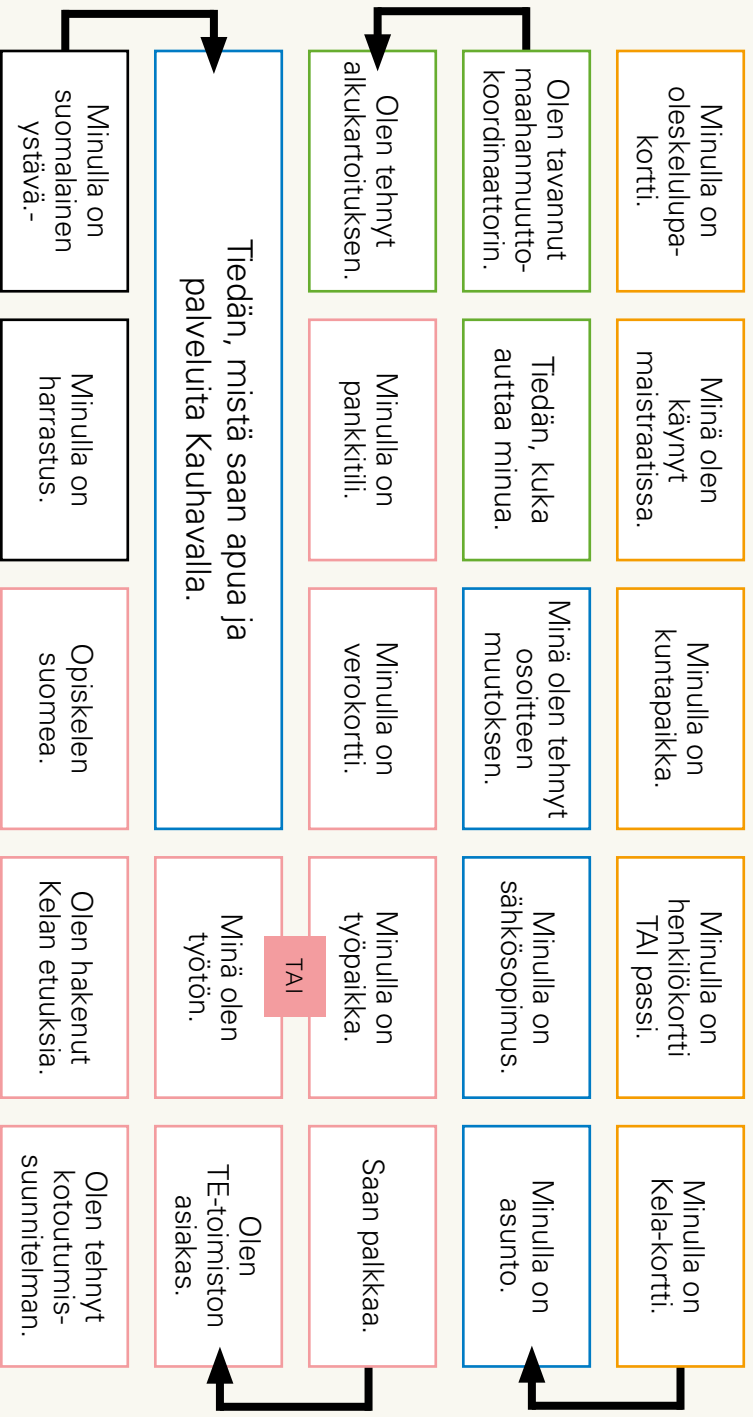 Minulla on
oleskelulupa-
kortti.
Minä olen
käynyt
maistraatissa.
Minulla on
kuntapaikka.
Minulla on
henkilökortti
TAI passi.
Minulla on
Kela-kortti.
Olen tavannut
maahanmuutto-
koordinaattorin.
Tiedän, kuka
auttaa minua.
Minä olen tehnyt
osoitteen
muutoksen.
Minulla on
sähkösopimus.
Minulla on
asunto.
Olen tehnyt
alkukartoituksen.
Minulla on
pankkitili.
Minulla on
verokortti.
Minulla on
työpaikka.
Saan palkkaa.
TAI
Tiedän, mistä saan apua ja
palveluita Kauhavalla.
Minä olen
työtön.
Olen
TE-toimiston
asiakas.
Minulla on
suomalainen
ystävä.-
Minulla on
harrastus.
Opiskelen
suomea.
Olen hakenut
Kelan etuuksia.
Olen tehnyt
kotoutumis-
suunnitelman.